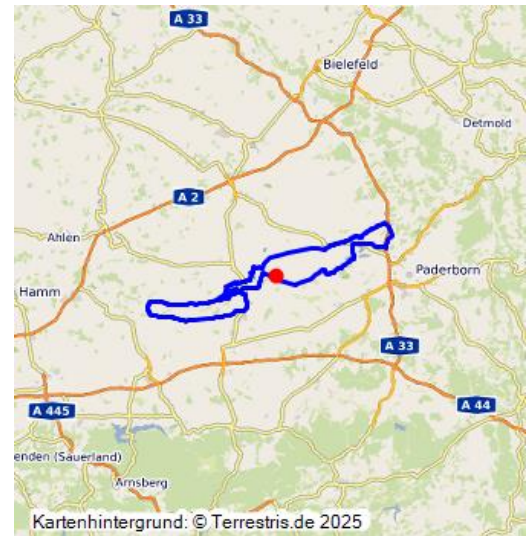 A 33
Bielefeld
Detmold
A 2
Ahlen
Paderborn
Hamm
A 33
A 44
A 445
enden (Sauerland)
Arnsberg
Kartenhintergrund: © Terrestris.de 2025